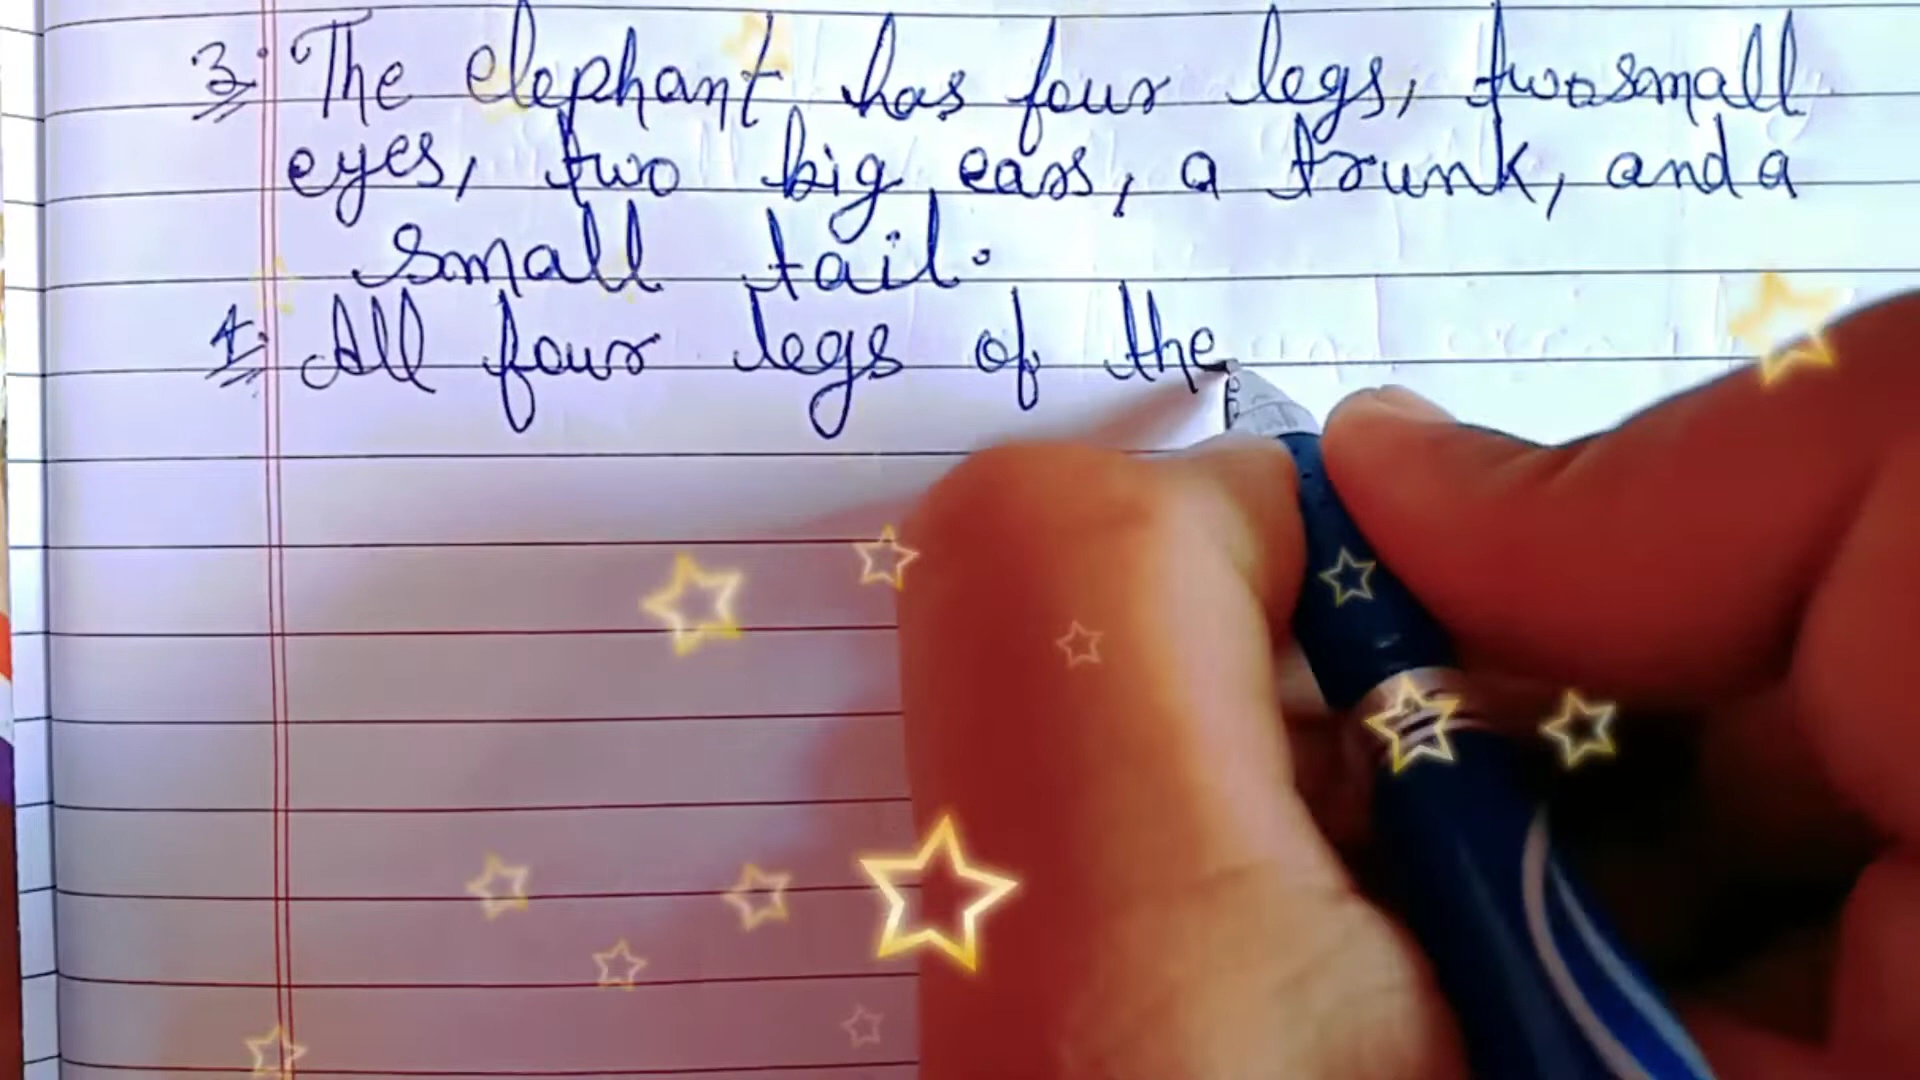 3. The elephant has four legs, two small
eyes, two big ears, a trunk, and a
small tail.
4. All four legs of the